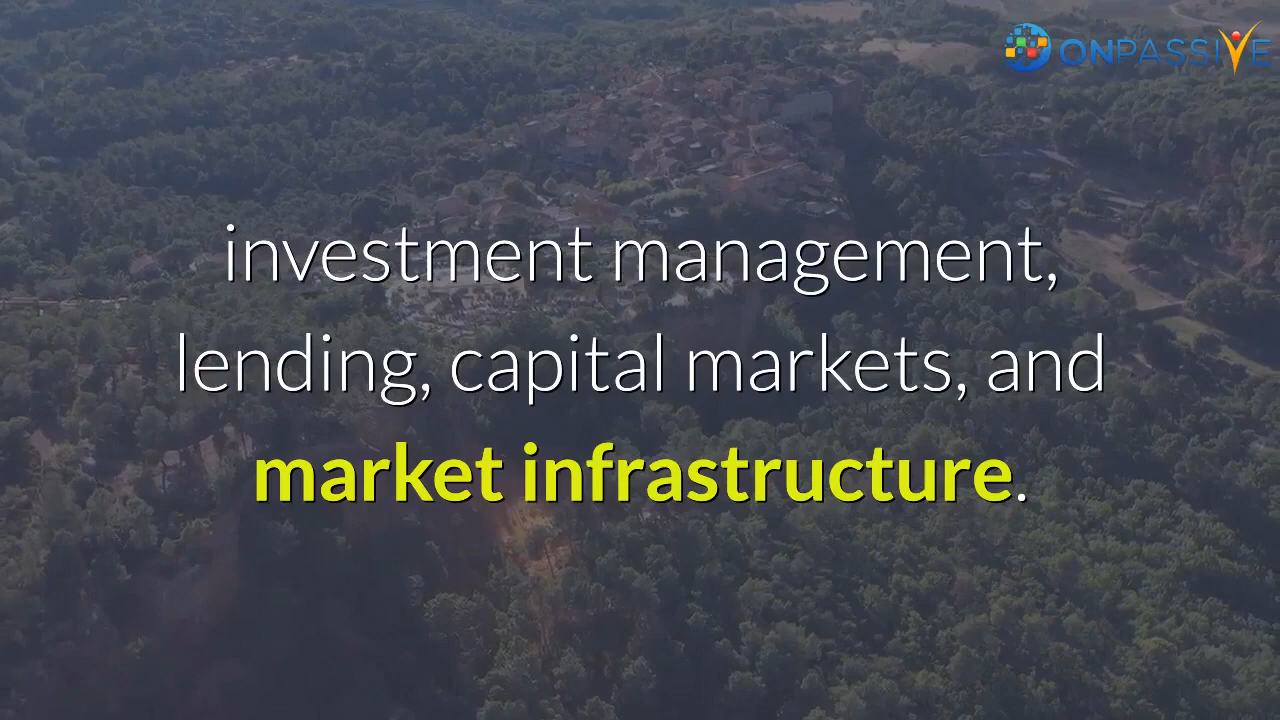 ONPASSIVE
investment management,
lending, capital markets, and
market infrastructure.